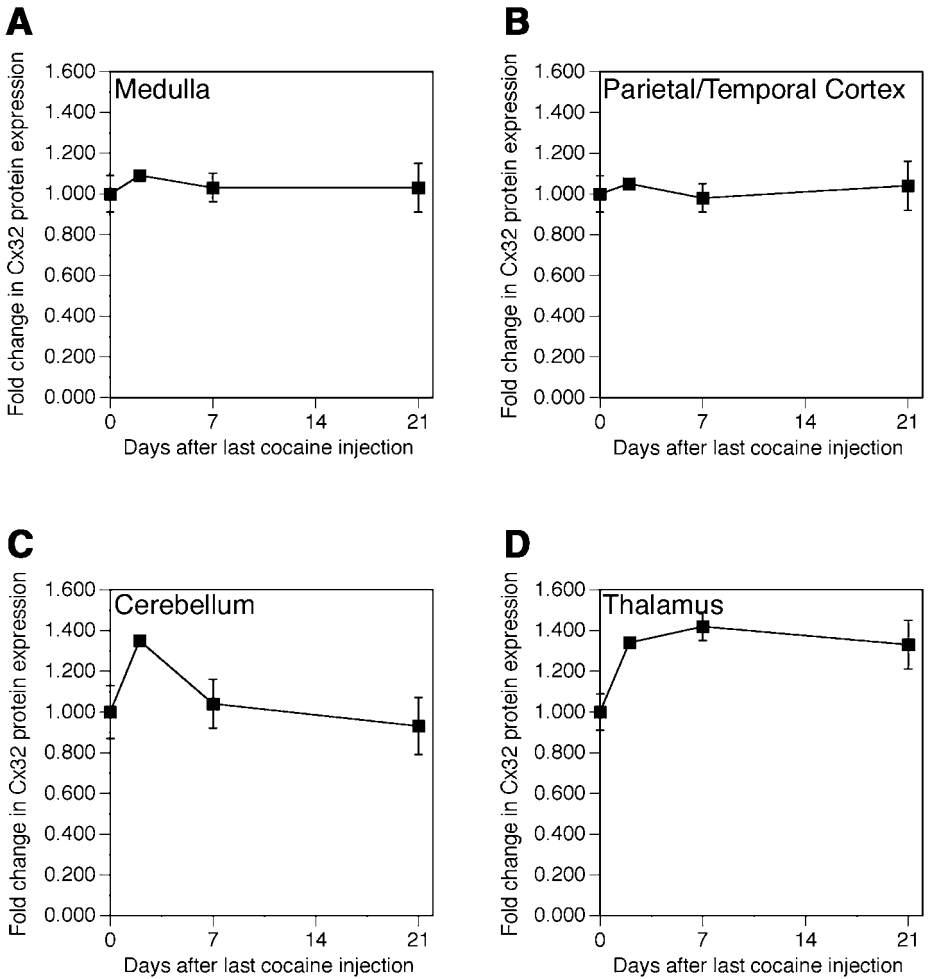 A
Fold change in Cx32 protein expression
1.600
1.400
1.200
1.000
0.800
0.600
0.400
0.200
0.000
Medulla
0 7 14 21
Days after last cocaine injection
B
Fold change in Cx32 protein expression
1.600
1.400
1.200
1.000
0.800
0.600
0.400
0.200
0.000
Parietal/Temporal Cortex
0 7 14 21
Days after last cocaine injection
C
Fold change in Cx32 protein expression
1.600
1.400
1.200
1.000
0.800
0.600
0.400
0.200
0.000
Cerebellum
0 7 14 21
Days after last cocaine injection
D
Fold change in Cx32 protein expression
1.600
1.400
1.200
1.000
0.800
0.600
0.400
0.200
0.000
Thalamus
0 7 14 21
Days after last cocaine injection